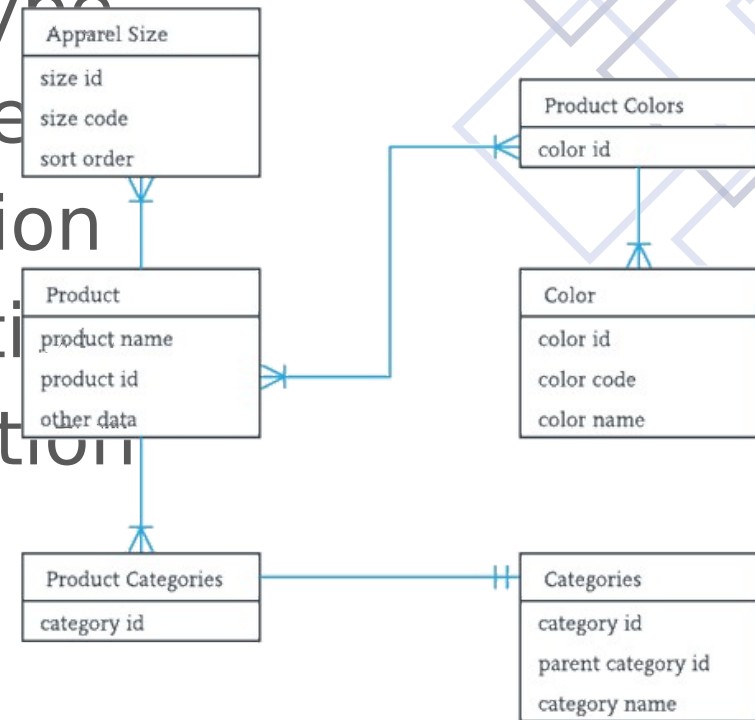 Apparel Size
size id
size code
sort order
Product Colors
color id
ion
Product
product name
product id
other data
Color
color id
color code
color name
tion
Product Categories
category id
Categories
category id
parent category id
category name